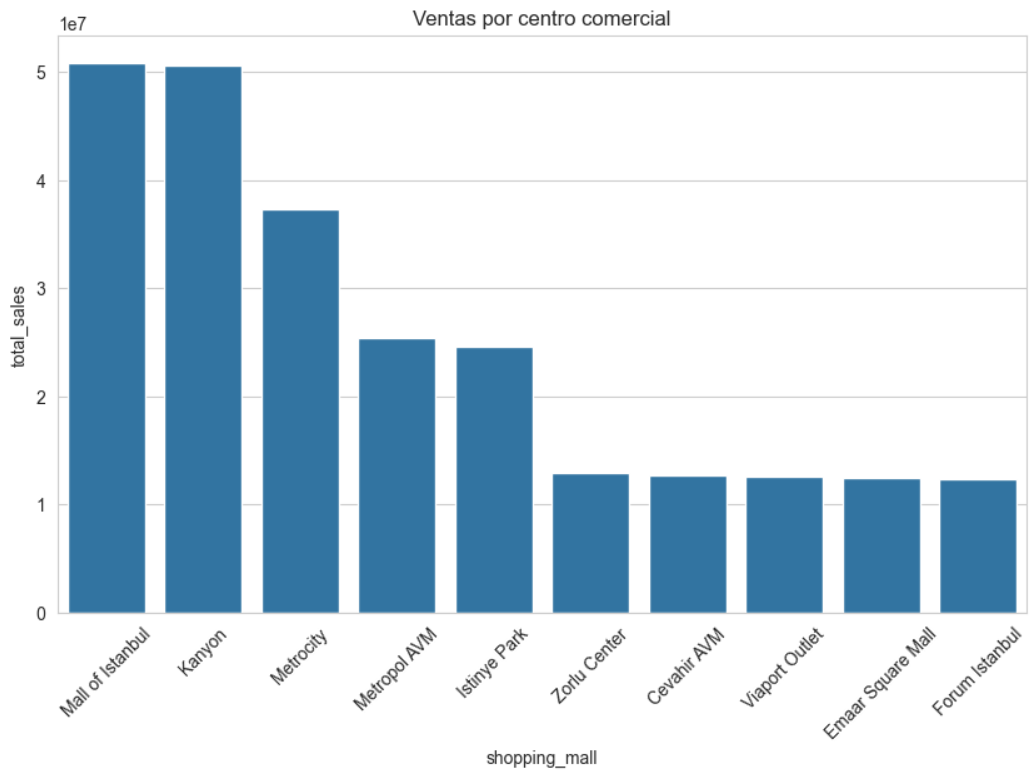 Ventas por centro comercial
1e7
5
4
3
2
1
0
total_sales
Mall of Istanbul
Kanyon
Metrocity
Metropol AVM
Istinye Park
Zorlu Center
Cevahir AVM
Viaport Outlet
Emaar Square Mall
Forum Istanbul
shopping_mall